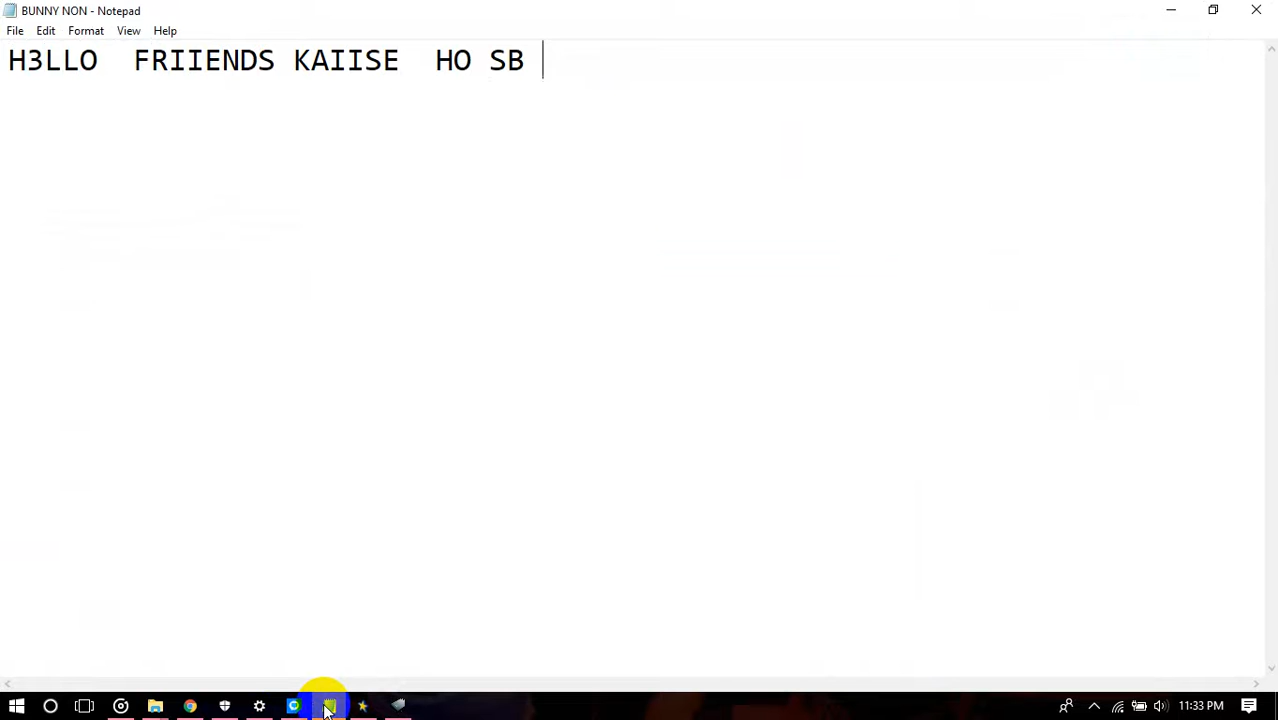 BUNNY NON - Notepad
File Edit Format View Help
H3LLO FRIIENDS KAIISE HO SB
11:33 PM